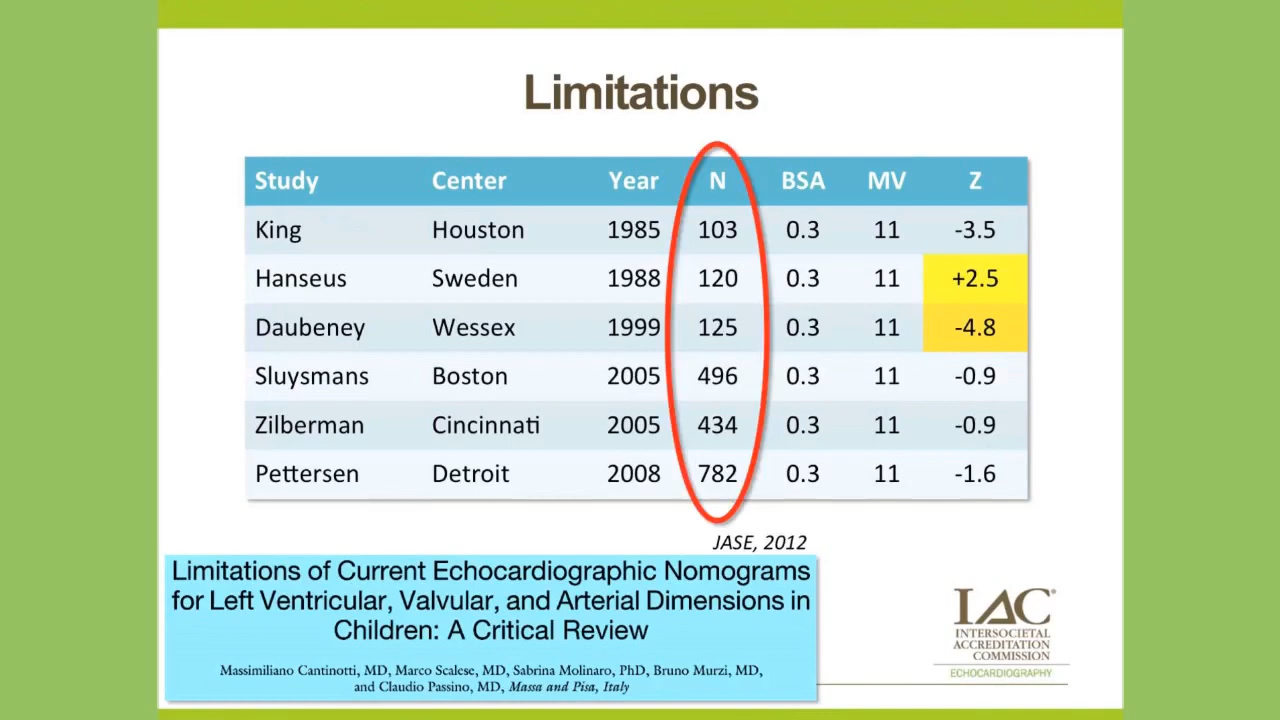 Limitations
Study Center Year N BSA MV Z
King Houston 1985 103 0.3 11 -3.5
Hanseus Sweden 1988 120 0.3 11 +2.5
Daubeney Wessex 1999 125 0.3 11 -4.8
Sluysmans Boston 2005 496 0.3 11 -0.9
Zilberman Cincinnati 2005 434 0.3 11 -0.9
Pettersen Detroit 2008 782 0.3 11 -1.6
JASE, 2012
Limitations of Current Echocardiographic Nomograms
for Left Ventricular, Valvular, and Arterial Dimensions in
Children: A Critical Review
Massimiliano Cantinotti, MD, Marco Scalese, MD, Sabrina Molinaro, PhD, Bruno Murzi, MD,
and Claudio Passino, MD, Massa and Pisa, Italy
IAC®
INTERSOCIETAL
ACCREDITATION
COMMISSION
ECHOCARDIOGRAPHY